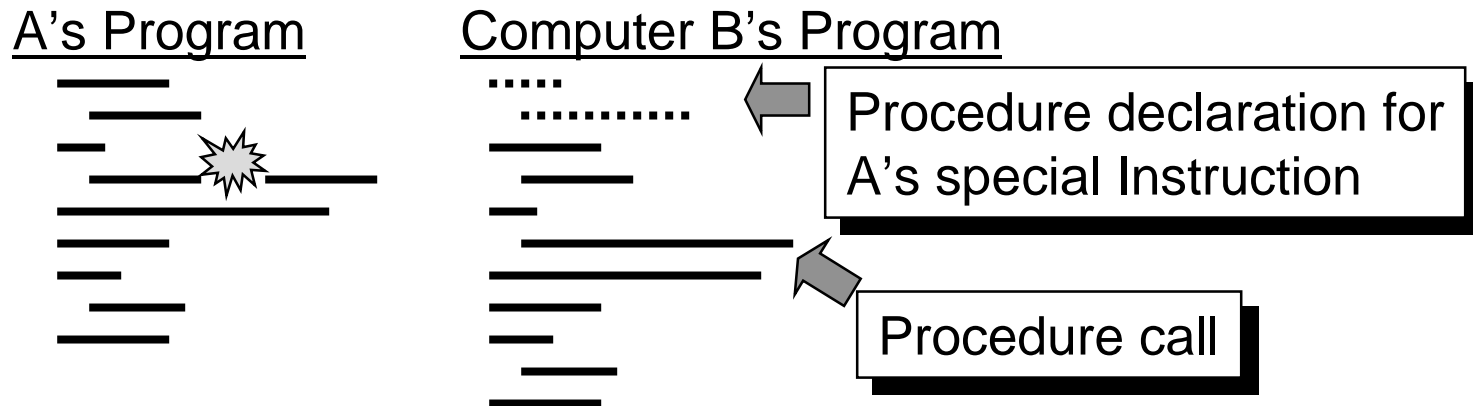 A's Program
Computer B's Program
Procedure declaration for
A’s special Instruction
Procedure call